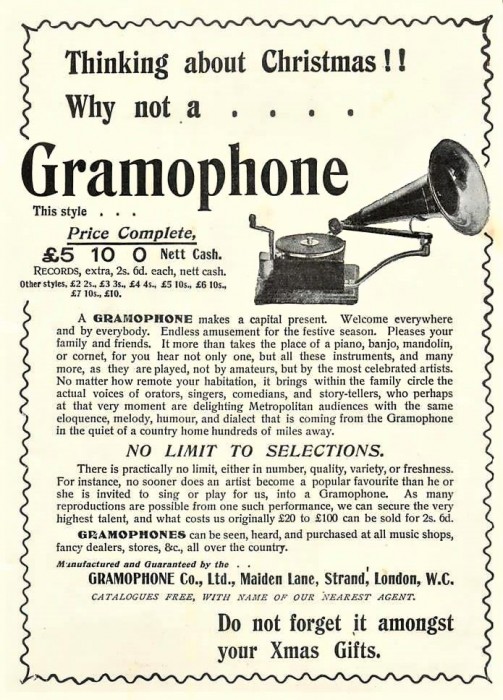 Thinking about Christmas!!
Why not a . . . .
Gramophone
This style . . .
Price Complete,
£5 10 0 Nett Cash.
RECORDS, extra, 2s. 6d. each, nett cash.
Other styles, £2 2s., £3 3s., £4 4s., £5 10s., £6 10s.,
£7 10s., £10.
A GRAMOPHONE makes a capital present. Welcome everywhere
and by everybody. Endless amusement for the festive season. Pleases your
family and friends. It more than takes the place of a piano, banjo, mandolin,
or cornet, for you hear not only one, but all these instruments, and many
more, as they are played, not by amateurs, but by the most celebrated artists.
No matter how remote your habitation, it brings within the family circle the
actual voices of orators, singers, comedians, and story-tellers, who perhaps
at that very moment are delighting Metropolitan audiences with the same
eloquence, melody, humour, and dialect that is coming from the Gramophone
in the quiet of a country home hundreds of miles away.
NO LIMIT TO SELECTIONS.
There is practically no limit, either in number, quality, variety, or freshness.
For instance, no sooner does an artist become a popular favourite than he or
she is invited to sing or play for us, into a Gramophone. As many
reproductions are possible from one such performance, we can secure the very
highest talent, and what costs us originally £20 to £100 can be sold for 2s. 6d.
GRAMOPHONES can be seen, heard, and purchased at all music shops,
fancy dealers, stores, &c., all over the country.
Manufactured and Guaranteed by the . .
GRAMOPHONE Co., Ltd., Maiden Lane, Strand, London, W.C.
CATALOGUES FREE, WITH NAME OF OUR NEAREST AGENT.
Do not forget it amongst
your Xmas Gifts.